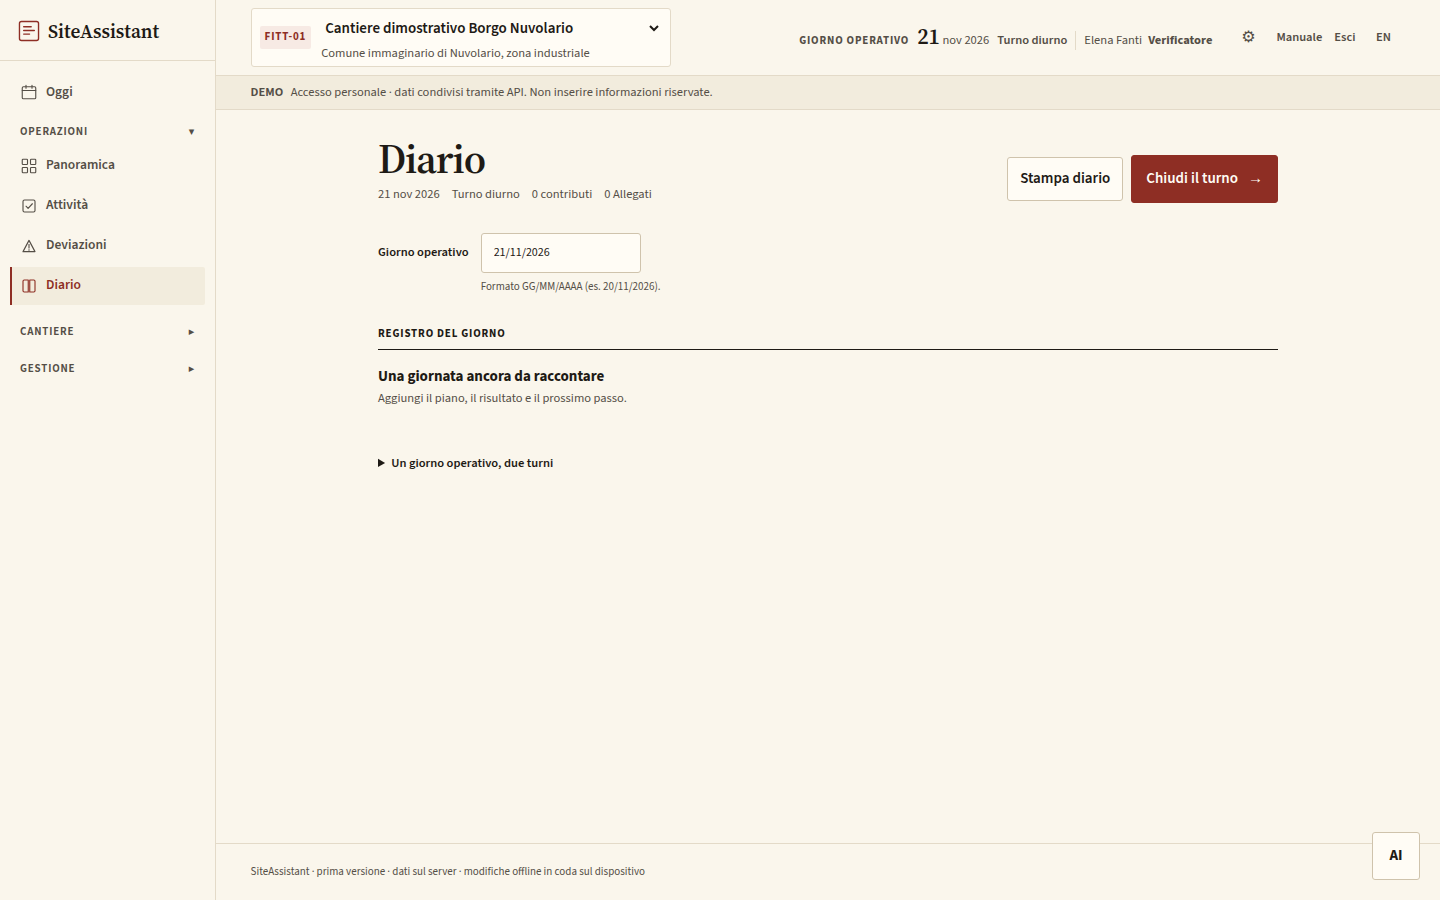 SiteAssistant
Oggi
OPERAZIONI
Panoramica
Attività
Deviazioni
Diario
CANTIERE
GESTIONE
FITT-01
Cantiere dimostrativo Borgo Nuvolario
Comune immaginario di Nuvolario, zona industriale
GIORNO OPERATIVO 21 nov 2026 Turno diurno Elena Fanti Verificatore
Manuale Esci EN
DEMO Accesso personale · dati condivisi tramite API. Non inserire informazioni riservate.
Diario
21 nov 2026 Turno diurno 0 contributi 0 Allegati
Stampa diario
Chiudi il turno →
Giorno operativo
21/11/2026
Formato GG/MM/AAAA (es. 20/11/2026).
REGISTRO DEL GIORNO
Una giornata ancora da raccontare
Aggiungi il piano, il risultato e il prossimo passo.
Un giorno operativo, due turni
SiteAssistant · prima versione · dati sul server · modifiche offline in coda sul dispositivo
AI